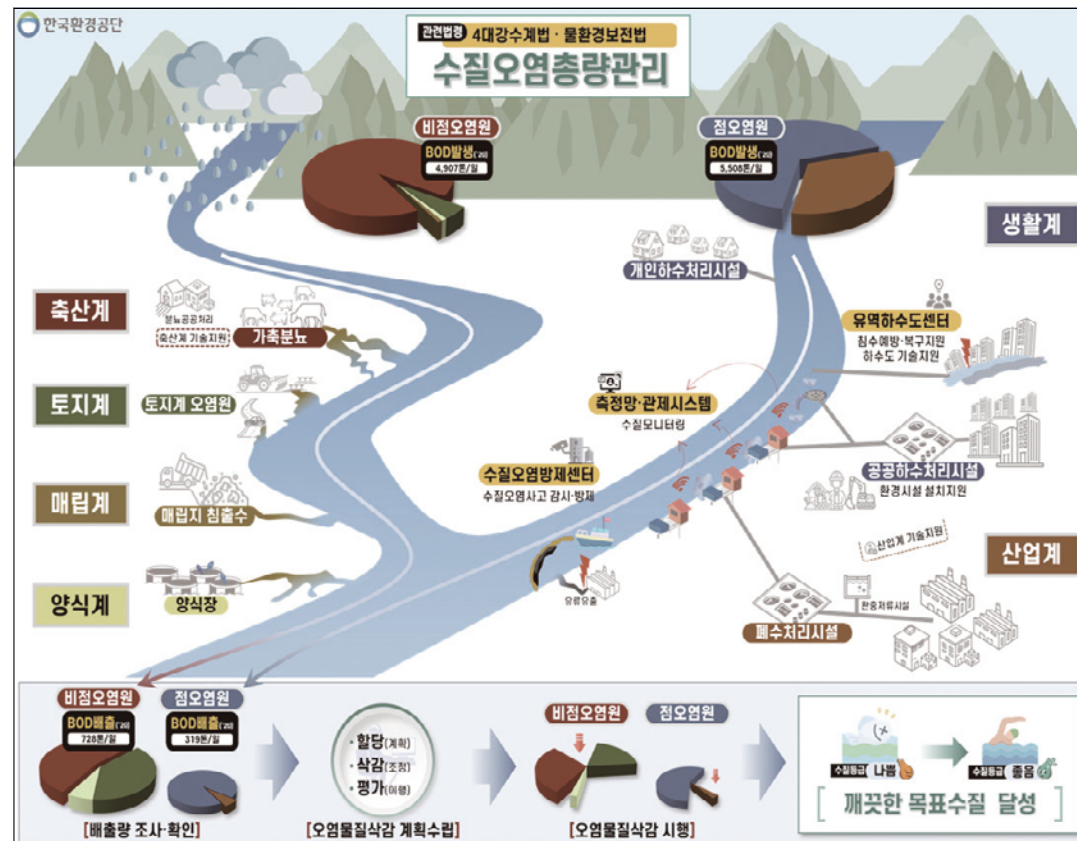 한국환경공단
관련법령 4대강수계법 · 물환경보전법
수질오염총량관리
비점오염원
BOD발생('20)
4,907톤/일
점오염원
BOD발생('20)
5,508톤/일
생활계
개인하수처리시설
축산계
분뇨공공처리
축산계 기술지원
가축분뇨
유역하수도센터
침수예방·복구지원
하수도 기술지원
토지계
토지계 오염원
측정망·관제시스템
수질모니터링
수질오염방제센터
수질오염사고 감시·방제
공공하수처리시설
환경시설 설치지원
매립계
매립지 침출수
산업계 기술지원
산업계
양식계
양식장
유류유출
완충저류시설
폐수처리시설
비점오염원
BOD배출('20)
728톤/일
점오염원
BOD배출('20)
319톤/일
[배출량 조사·확인]
· 할당(계획)
· 삭감(조정)
· 평가(이행)
[오염물질삭감 계획수립]
비점오염원
점오염원
[오염물질삭감 시행]
수질등급 나쁨
수질등급 좋음
[ 깨끗한 목표수질 달성 ]